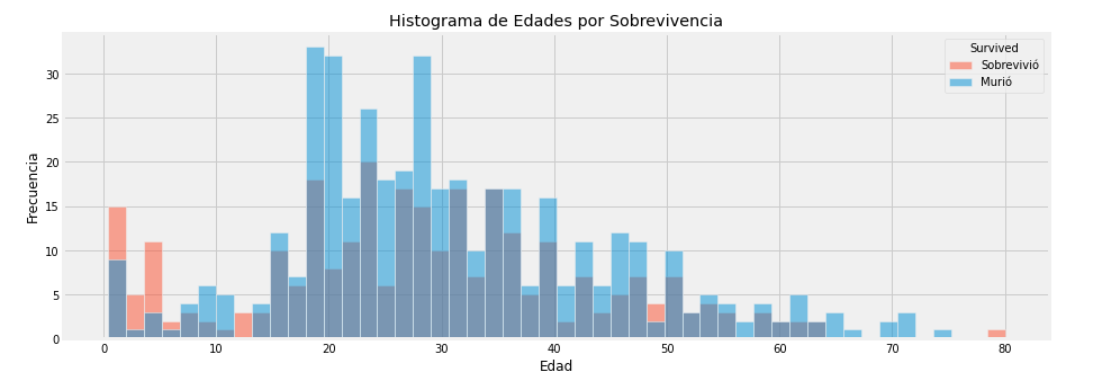 Histograma de Edades por Sobrevivencia
Survived
Sobrevivió
Murió
Frecuencia
30
25
20
15
10
5
0
0 10 20 30 40 50 60 70 80
Edad